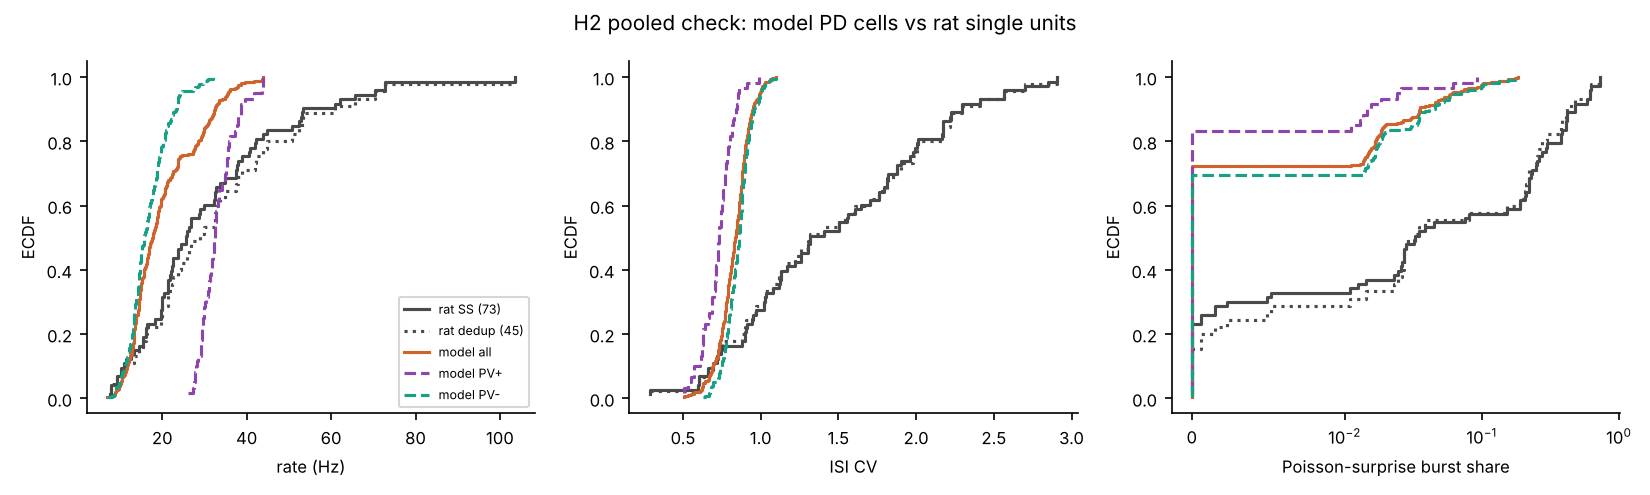 H2 pooled check: model PD cells vs rat single units
ECDF
1.0
0.8
0.6
0.4
0.2
0.0
20
40
60
80
100
rate (Hz)
rat SS (73)
rat dedup (45)
model all
model PV+
model PV-
ECDF
1.0
0.8
0.6
0.4
0.2
0.0
0.5
1.0
1.5
2.0
2.5
3.0
ISI CV
ECDF
1.0
0.8
0.6
0.4
0.2
0.0
0
10⁻²
10⁻¹
10⁰
Poisson-surprise burst share